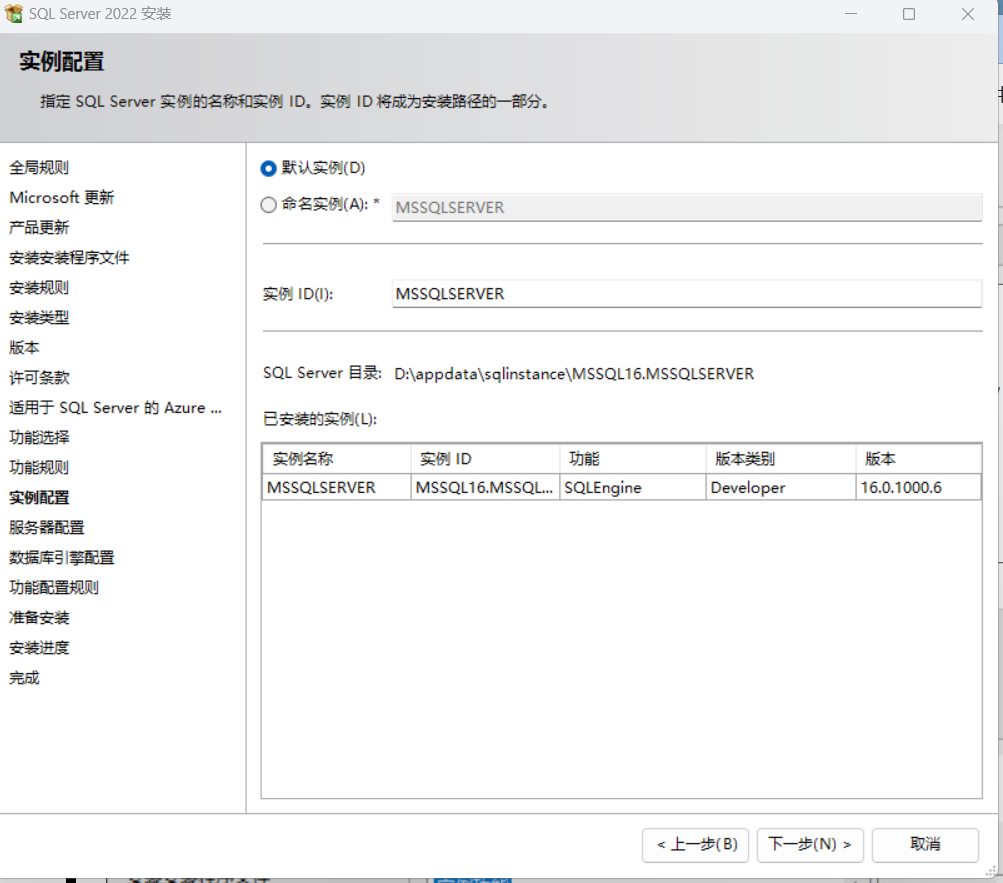 SQL Server 2022 安装
实例配置
指定 SQL Server 实例的名称和实例 ID。实例 ID 将成为安装路径的一部分。
全局规则
Microsoft 更新
产品更新
安装安装程序文件
安装规则
安装类型
版本
许可条款
适用于 SQL Server 的 Azure ...
功能选择
功能规则
实例配置
服务器配置
数据库引擎配置
功能配置规则
准备安装
安装进度
完成
默认实例(D)
命名实例(A): * MSSQLSERVER
实例 ID(I): MSSQLSERVER
SQL Server 目录: D:\appdata\sqlinstance\MSSQL16.MSSQLSERVER
已安装的实例(L):
实例名称 实例 ID 功能 版本类别 版本
MSSQLSERVER MSSQL16.MSSQL... SQLEngine Developer 16.0.1000.6
< 上一步(B) 下一步(N) > 取消